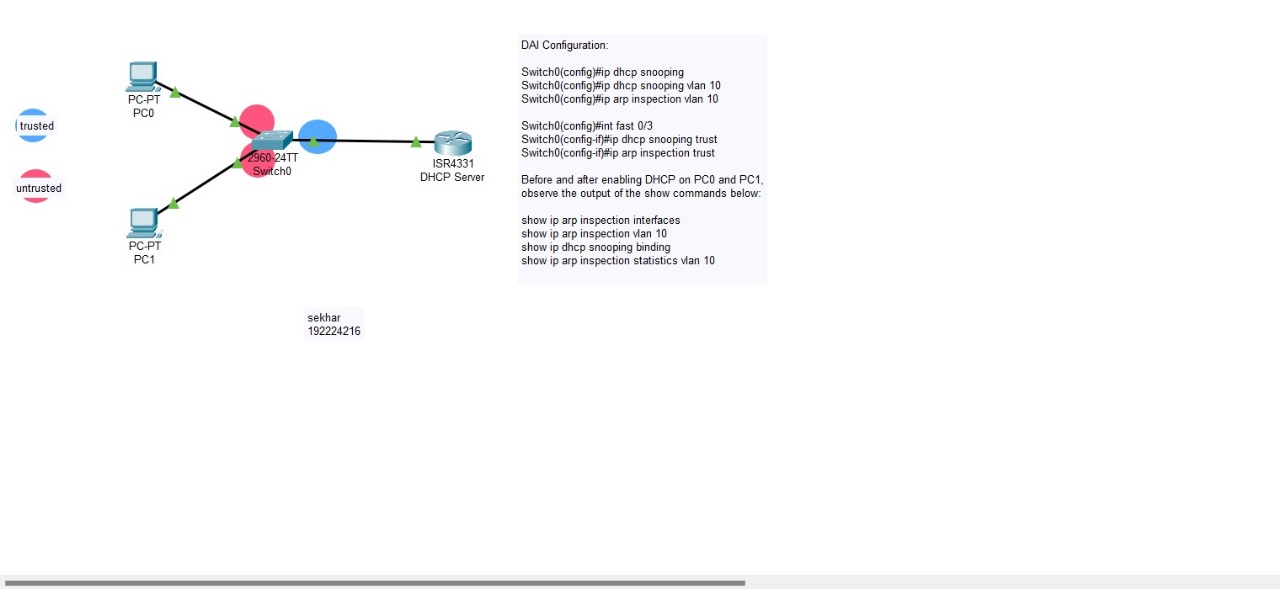 trusted
untrusted
PC-PT
PC0
2960-24TT
Switch0
ISR4331
DHCP Server
PC-PT
PC1
sekhar
192224216
DAI Configuration:
Switch0(config)#ip dhcp snooping
Switch0(config)#ip dhcp snooping vlan 10
Switch0(config)#ip arp inspection vlan 10
Switch0(config)#int fast 0/3
Switch0(config-if)#ip dhcp snooping trust
Switch0(config-if)#ip arp inspection trust
Before and after enabling DHCP on PC0 and PC1,
observe the output of the show commands below:
show ip arp inspection interfaces
show ip arp inspection vlan 10
show ip dhcp snooping binding
show ip arp inspection statistics vlan 10